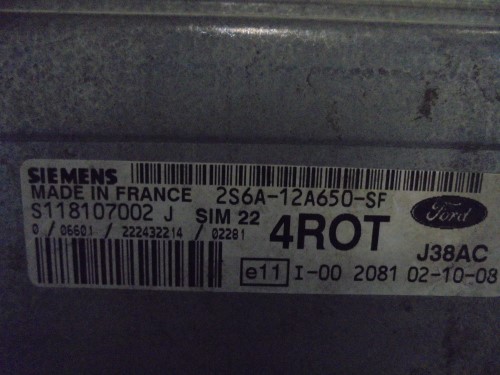 SIEMENS
MADE IN FRANCE 2S6A-12A650-SF
S118107002 J SIM 22 4ROT Ford
0 / 06601 / 222432214 / 02281 J38AC
e11 I-00 2081 02-10-08